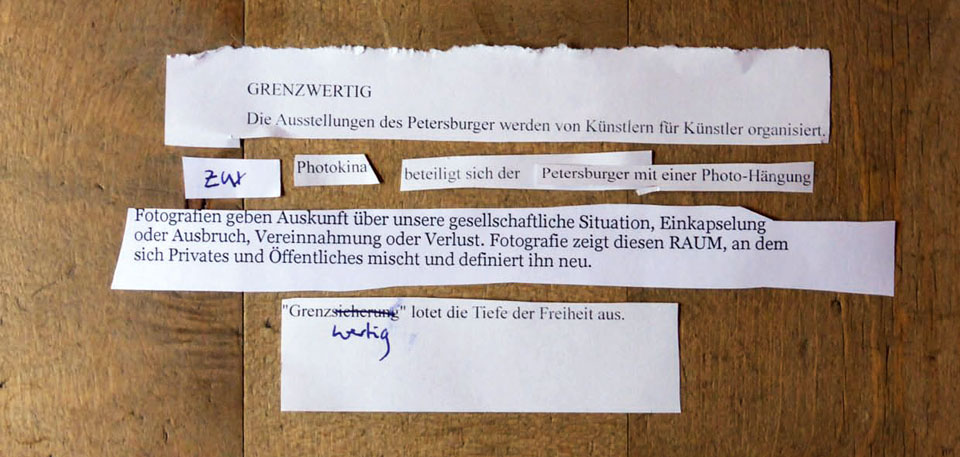 GRENZWERTIG
Die Ausstellungen des Petersburger werden von Künstlern für Künstler organisiert.
zur Photokina beteiligt sich der Petersburger mit einer Photo-Hängung
Fotografien geben Auskunft über unsere gesellschaftliche Situation, Einkapselung
oder Ausbruch, Vereinnahmung oder Verlust. Fotografie zeigt diesen RAUM, an dem
sich Privates und Öffentliches mischt und definiert ihn neu.
"Grenzsicherung" lotet die Tiefe der Freiheit aus.
wertig